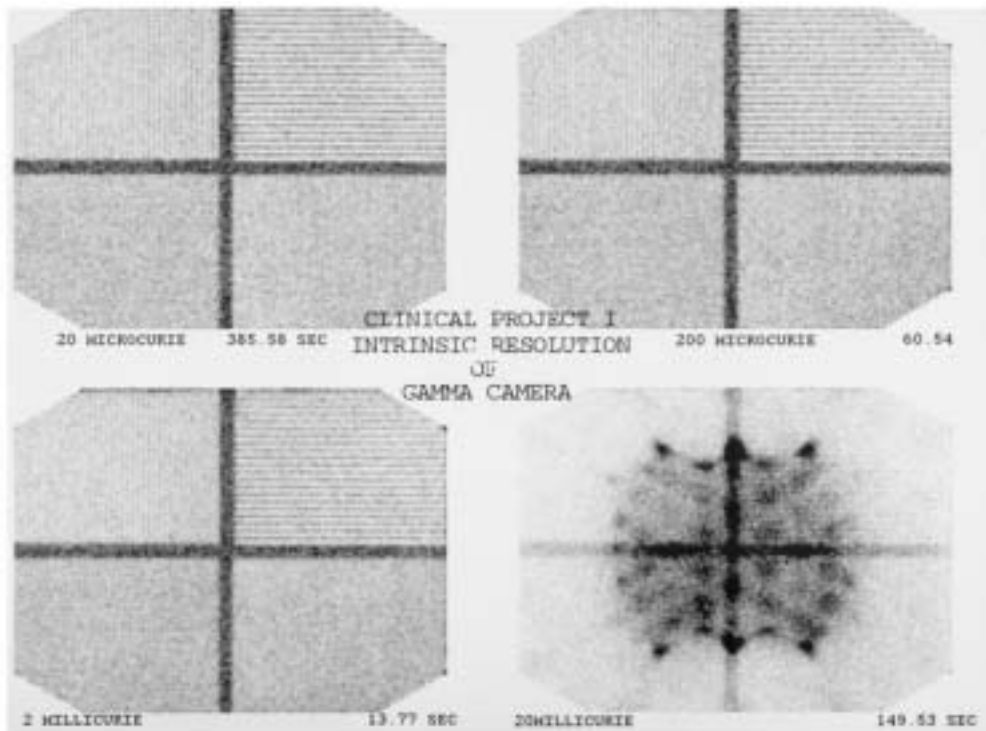 CLINICAL PROJECT I
INTRINSIC RESOLUTION
OF
GAMMA CAMERA
20 MICROCURIE 385.58 SEC
200 MICROCURIE 60.54
2 MILLICURIE 13.77 SEC
20MILLICURIE 149.53 SEC